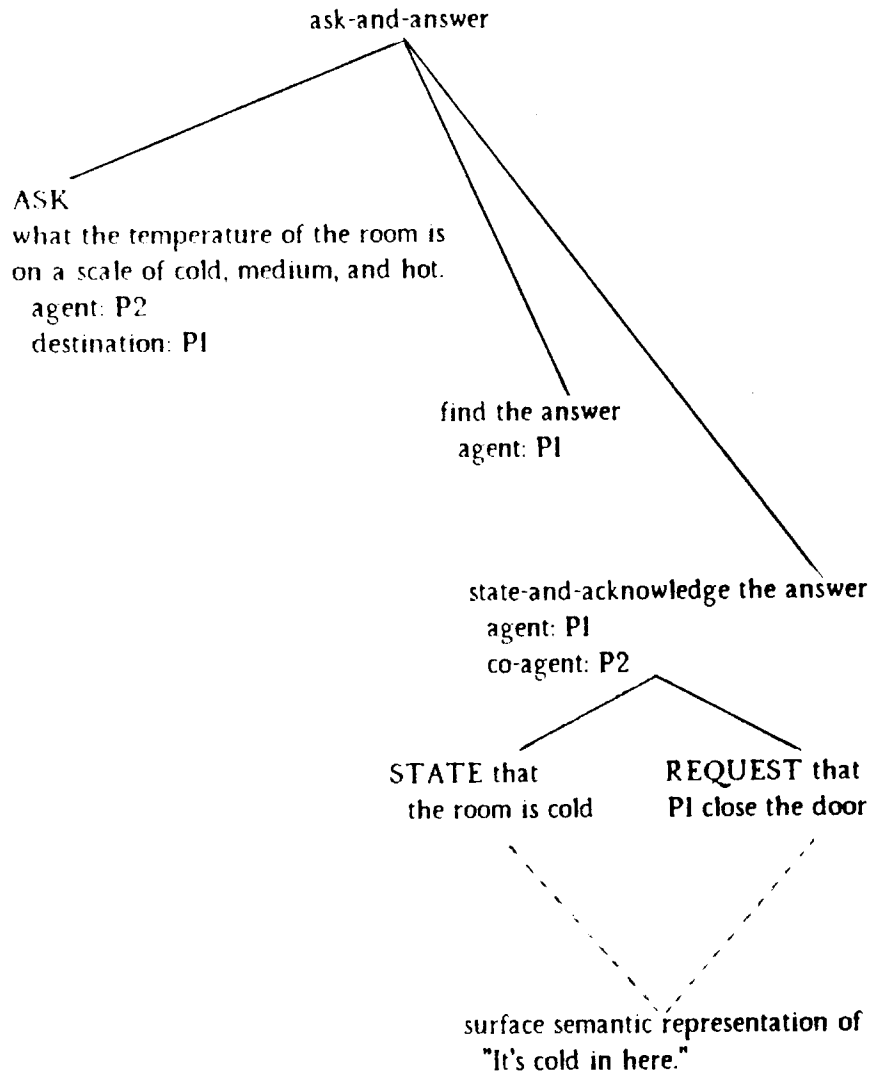 ask-and-answer
ASK
what the temperature of the room is
on a scale of cold, medium, and hot.
agent: P2
destination: P1
find the answer
agent: P1
state-and-acknowledge the answer
agent: P1
co-agent: P2
STATE that
the room is cold
REQUEST that
P1 close the door
surface semantic representation of
"It's cold in here."